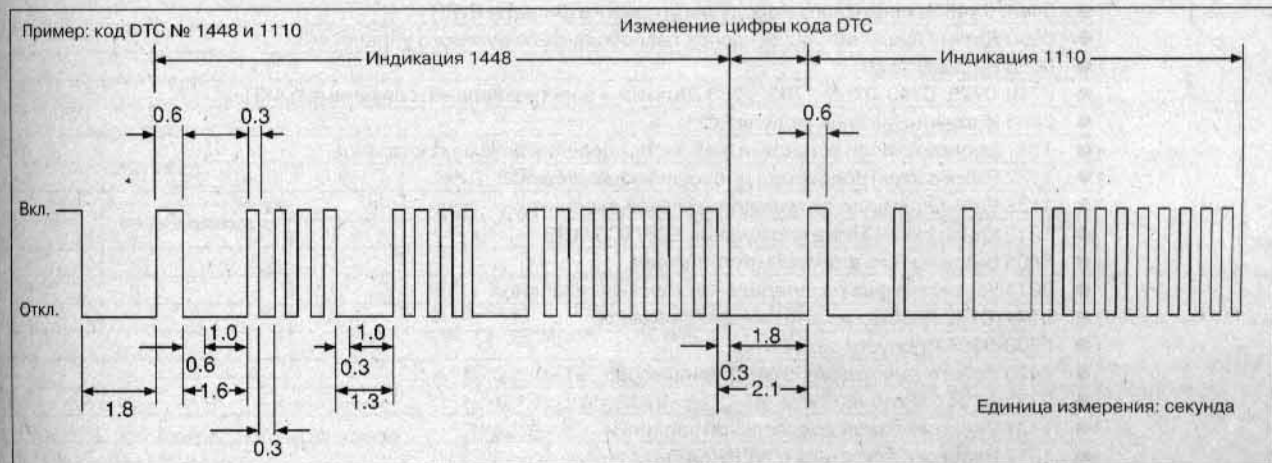 Пример: код DTC № 1448 и 1110
Изменение цифры кода DTC
Индикация 1448
Индикация 1110
0.6
0.3
0.6
Вкл.
Откл.
1.0
1.0
1.8
0.6
0.3
0.3
1.8
1.6
1.3
2.1
Единица измерения: секунда
0.3